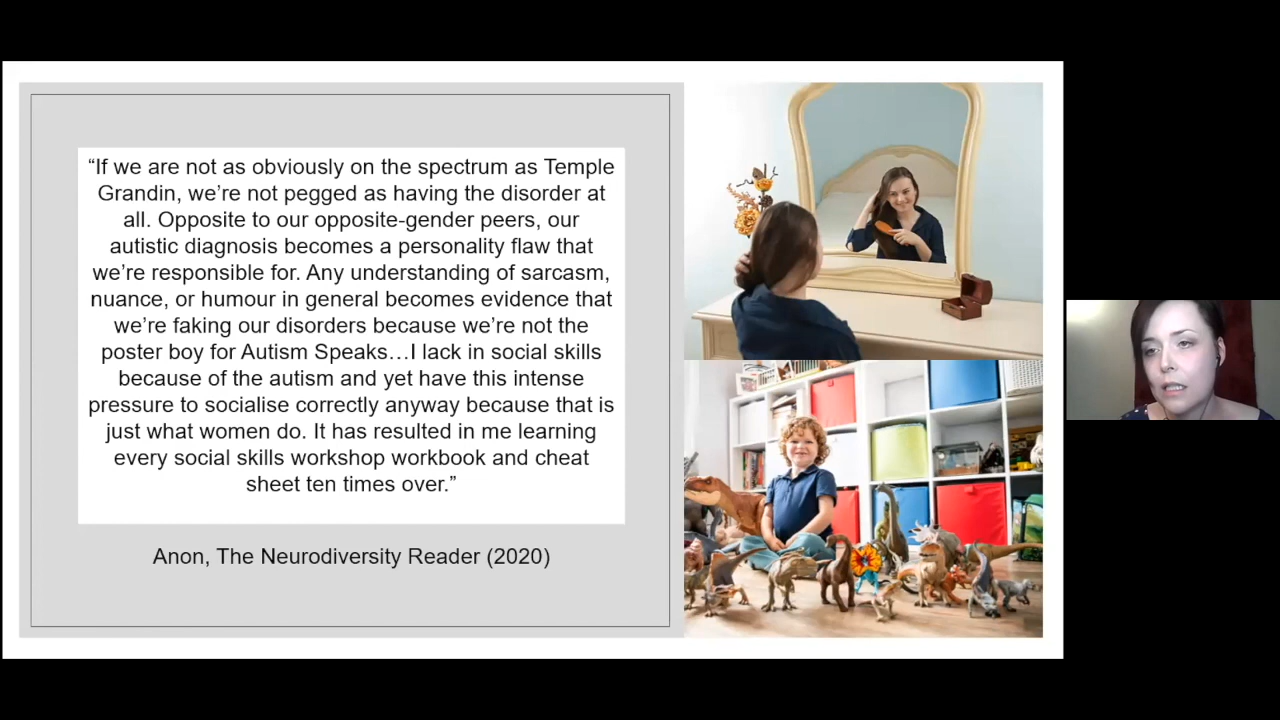 “If we are not as obviously on the spectrum as Temple
Grandin, we’re not pegged as having the disorder at
all. Opposite to our opposite-gender peers, our
autistic diagnosis becomes a personality flaw that
we’re responsible for. Any understanding of sarcasm,
nuance, or humour in general becomes evidence that
we’re faking our disorders because we’re not the
poster boy for Autism Speaks…I lack in social skills
because of the autism and yet have this intense
pressure to socialise correctly anyway because that is
just what women do. It has resulted in me learning
every social skills workshop workbook and cheat
sheet ten times over.”
Anon, The Neurodiversity Reader (2020)